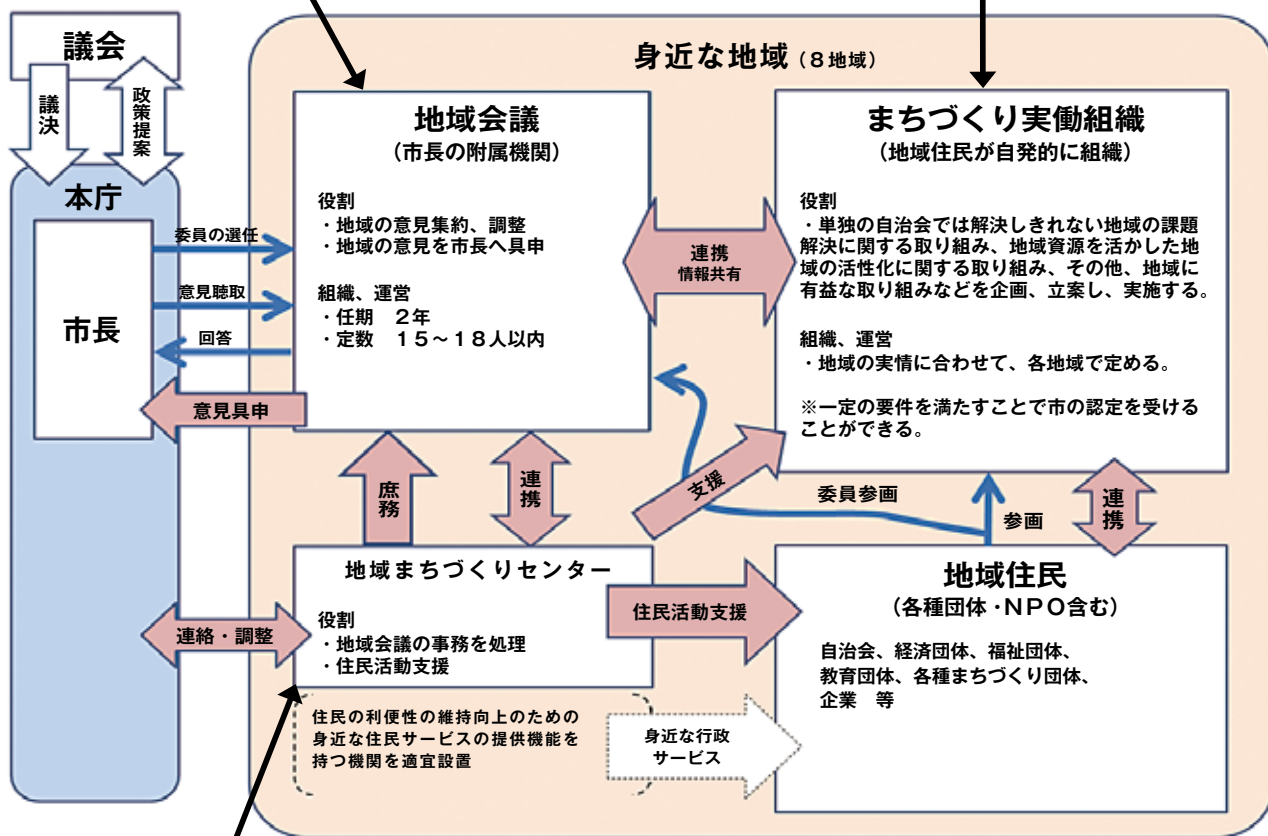 議会
議決
政策提案
本庁
市長
委員の選任
意見聴取
回答
意見具申
連絡・調整
身近な地域（8地域）
地域会議
（市長の附属機関）
役割
・地域の意見集約、調整
・地域の意見を市長へ具申
組織、運営
・任期　2年
・定数　15～18人以内
連携
情報共有
まちづくり実働組織
（地域住民が自発的に組織）
役割
・単独の自治会では解決しきれない地域の課題
解決に関する取り組み、地域資源を活かした地
域の活性化に関する取り組み、その他、地域に
有益な取り組みなどを企画、立案し、実施する。
組織、運営
・地域の実情に合わせて、各地域で定める。
※一定の要件を満たすことで市の認定を受ける
ことができる。
庶務
連携
支援
委員参画
参画
連携
地域まちづくりセンター
役割
・地域会議の事務を処理
・住民活動支援
住民活動支援
地域住民
（各種団体・NPO含む）
自治会、経済団体、福祉団体、
教育団体、各種まちづくり団体、
企業　等
住民の利便性の維持向上のための
身近な住民サービスの提供機能を
持つ機関を適宜設置
身近な行政
サービス